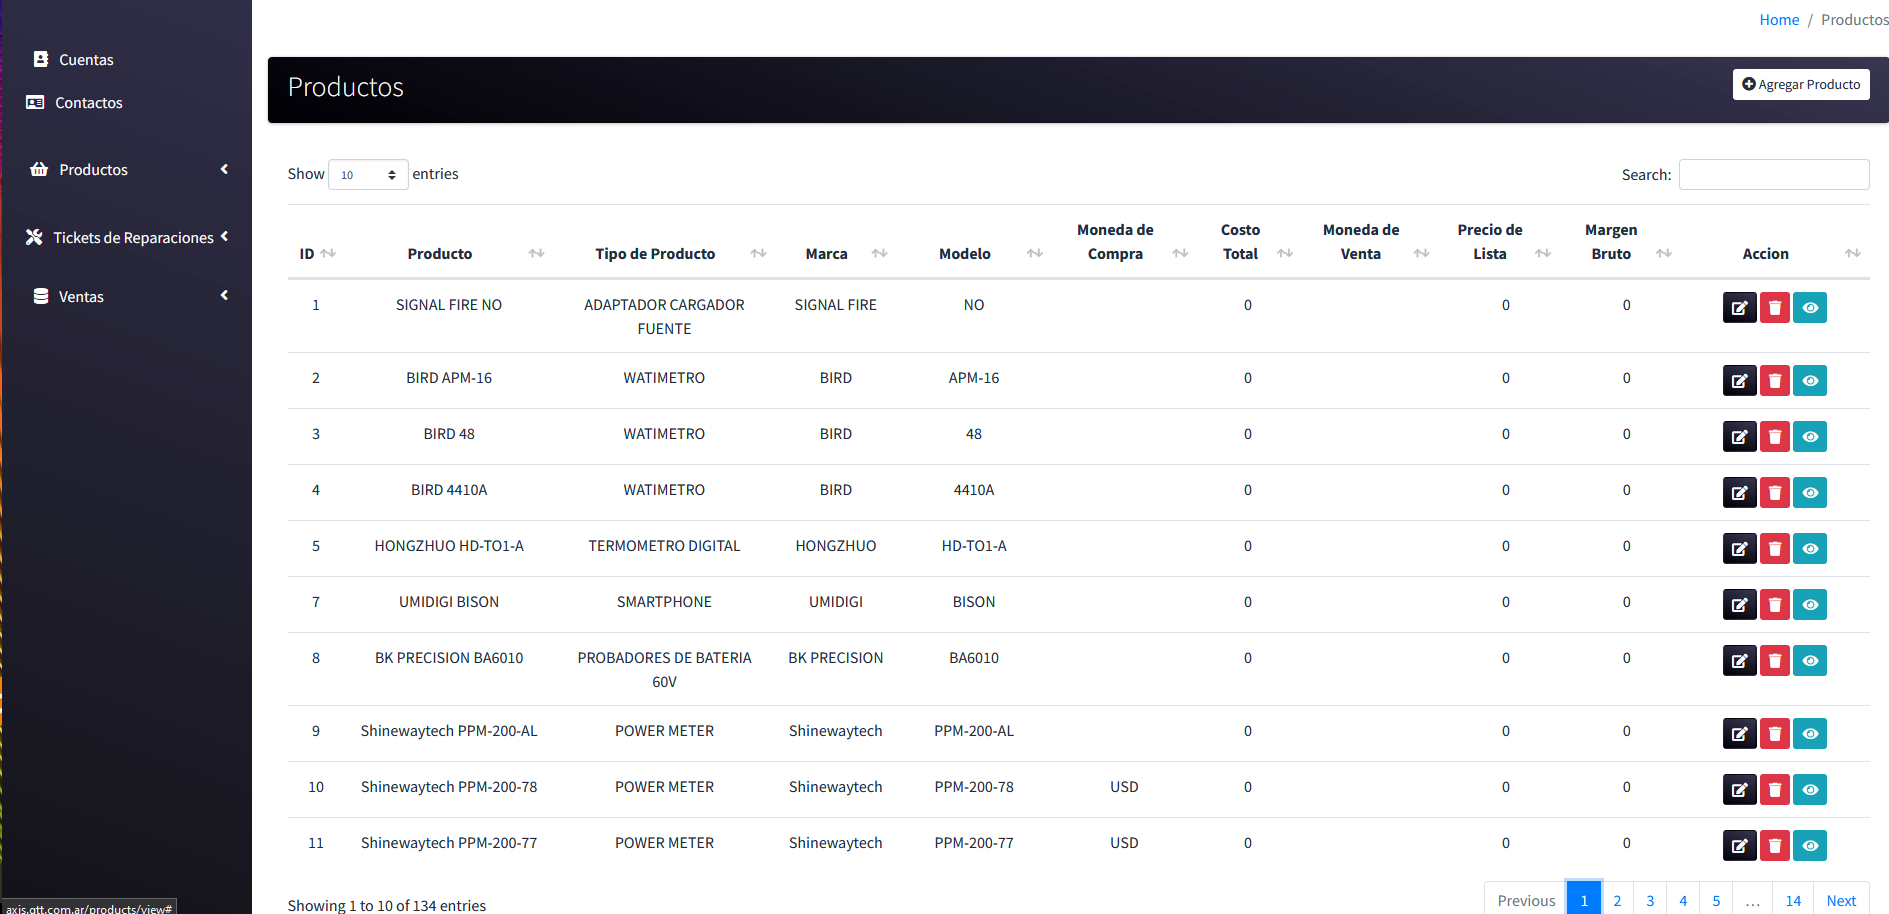 Home / Productos
Cuentas
Contactos
Productos
Tickets de Reparaciones
Ventas
Productos
Agregar Producto
Show 10 entries
Search:
ID Producto Tipo de Producto Marca Modelo Moneda de Compra Costo Total Moneda de Venta Precio de Lista Margen Bruto Accion
1 SIGNAL FIRE NO ADAPTADOR CARGADOR FUENTE SIGNAL FIRE NO 0 0 0
2 BIRD APM-16 WATIMETRO BIRD APM-16 0 0 0
3 BIRD 48 WATIMETRO BIRD 48 0 0 0
4 BIRD 4410A WATIMETRO BIRD 4410A 0 0 0
5 HONGZHUO HD-TO1-A TERMOMETRO DIGITAL HONGZHUO HD-TO1-A 0 0 0
7 UMIDIGI BISON SMARTPHONE UMIDIGI BISON 0 0 0
8 BK PRECISION BA6010 PROBADORES DE BATERIA 60V BK PRECISION BA6010 0 0 0
9 Shinewaytech PPM-200-AL POWER METER Shinewaytech PPM-200-AL 0 0 0
10 Shinewaytech PPM-200-78 POWER METER Shinewaytech PPM-200-78 USD 0 0 0
11 Shinewaytech PPM-200-77 POWER METER Shinewaytech PPM-200-77 USD 0 0 0
Showing 1 to 10 of 134 entries
Previous 1 2 3 4 5 … 14 Next
axis.qtt.com.ar/products/view#